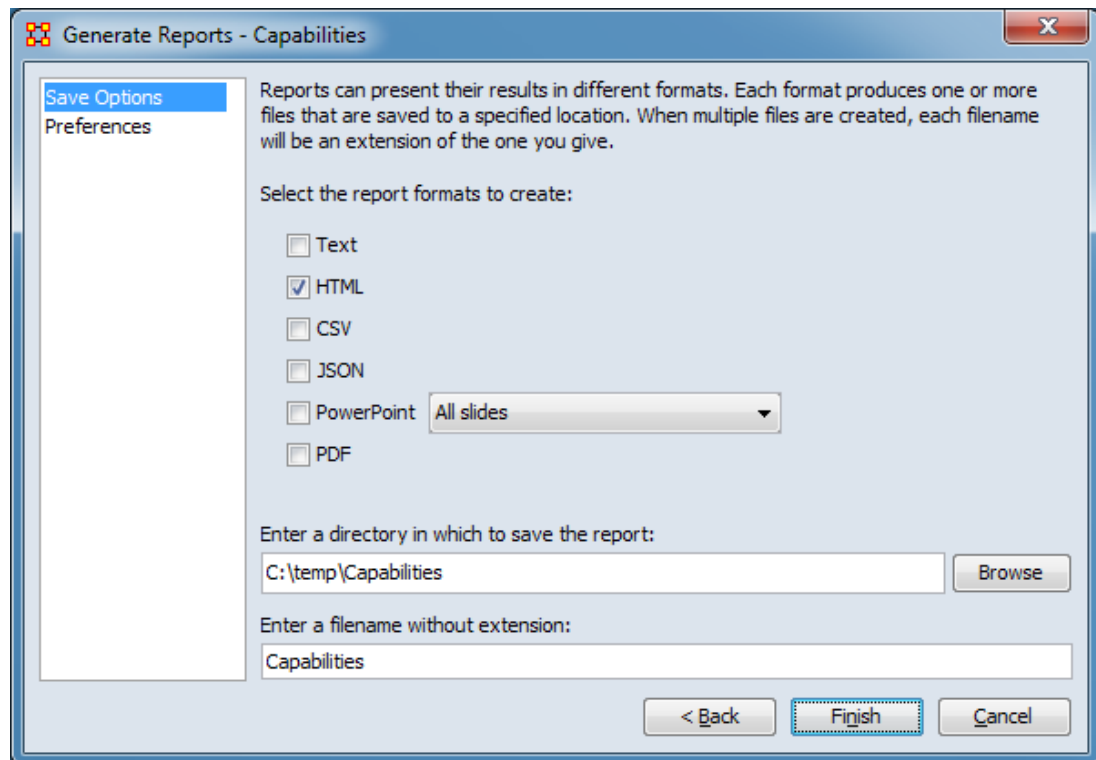 Generate Reports - Capabilities
X
Save Options
Preferences
Reports can present their results in different formats. Each format produces one or more
files that are saved to a specified location. When multiple files are created, each filename
will be an extension of the one you give.
Select the report formats to create:
Text
HTML
CSV
JSON
PowerPoint All slides
PDF
Enter a directory in which to save the report:
C:\temp\Capabilities Browse
Enter a filename without extension:
Capabilities
< Back Finish Cancel